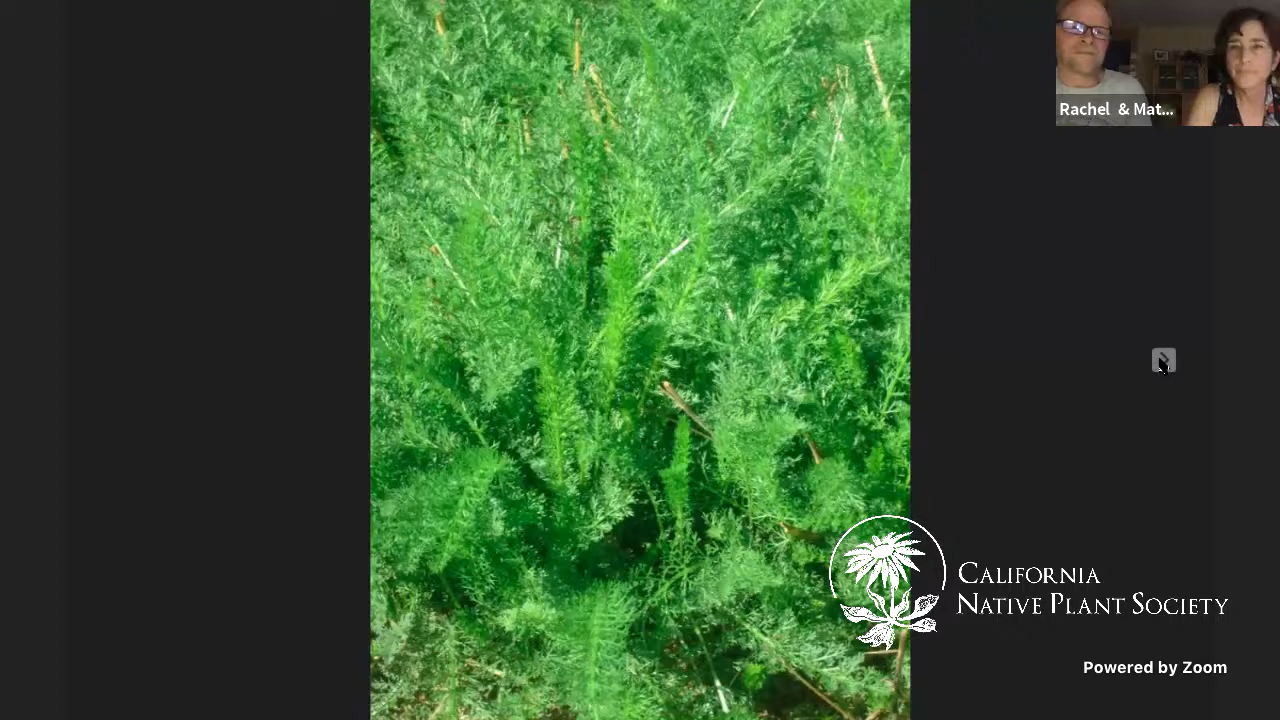 Rachel & Mat...
CALIFORNIA
NATIVE PLANT SOCIETY
Powered by Zoom